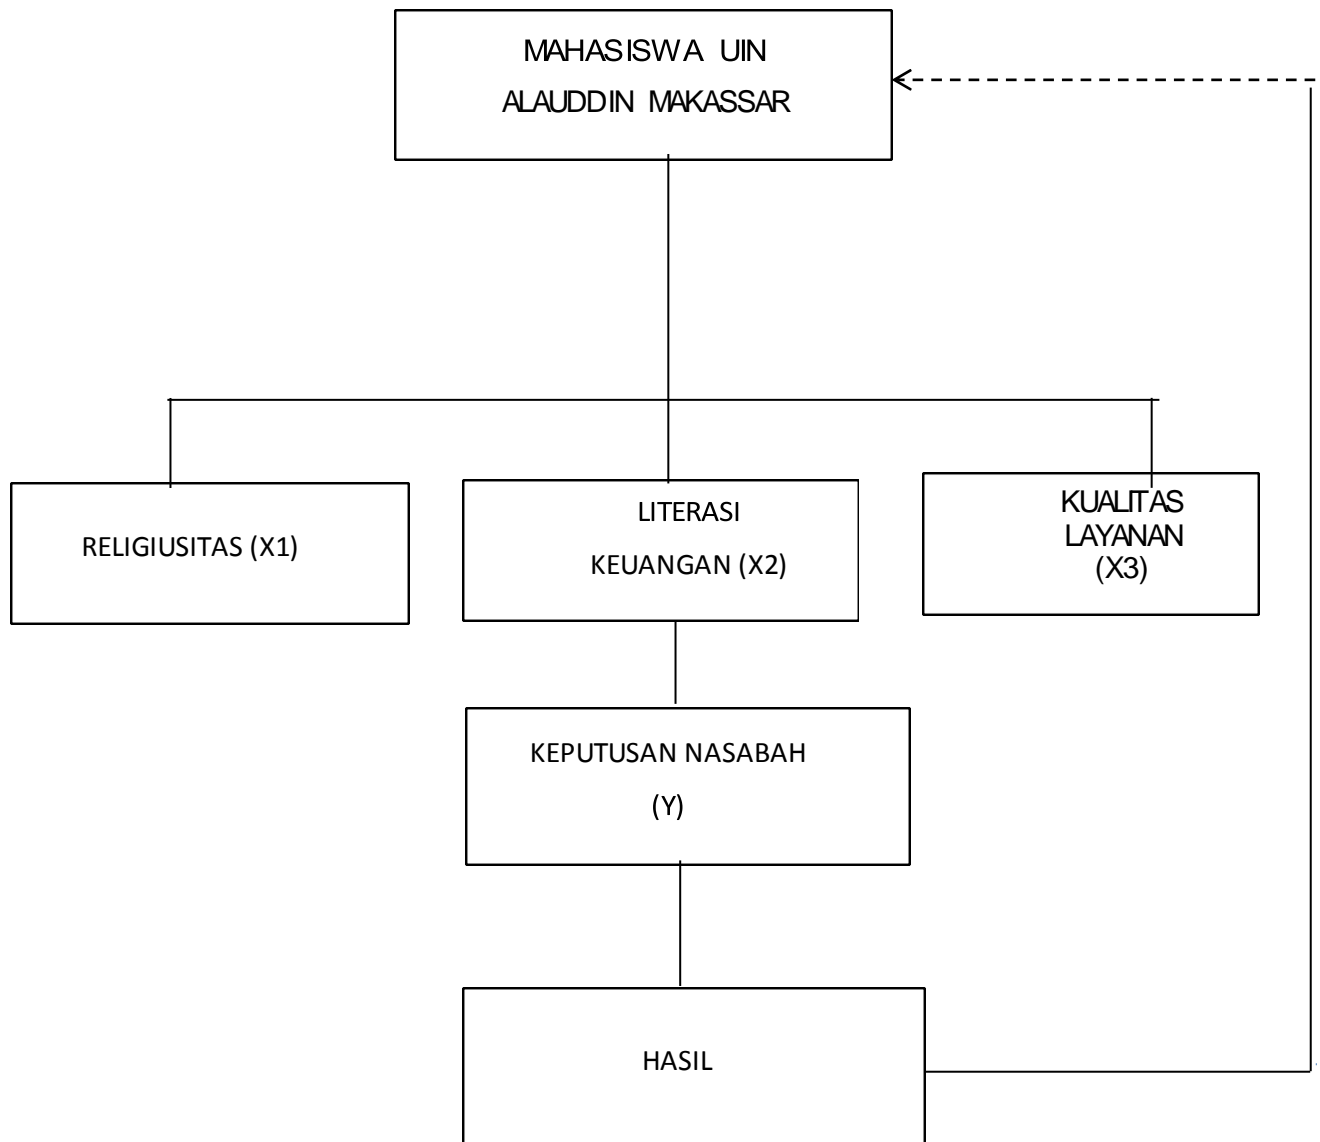 MAHASISWA UIN
ALAUDDIN MAKASSAR
RELIGIUSITAS (X1)
LITERASI
KEUANGAN (X2)
KUALITAS
LAYANAN
(X3)
KEPUTUSAN NASABAH
(Y)
HASIL